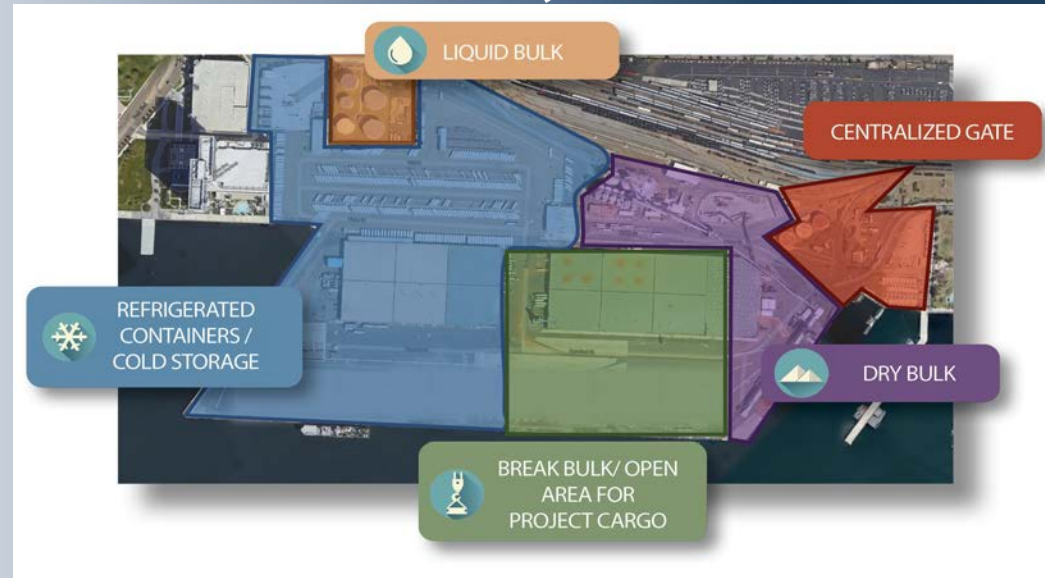 LIQUID BULK
CENTRALIZED GATE
REFRIGERATED
CONTAINERS /
COLD STORAGE
DRY BULK
BREAK BULK/ OPEN
AREA FOR
PROJECT CARGO